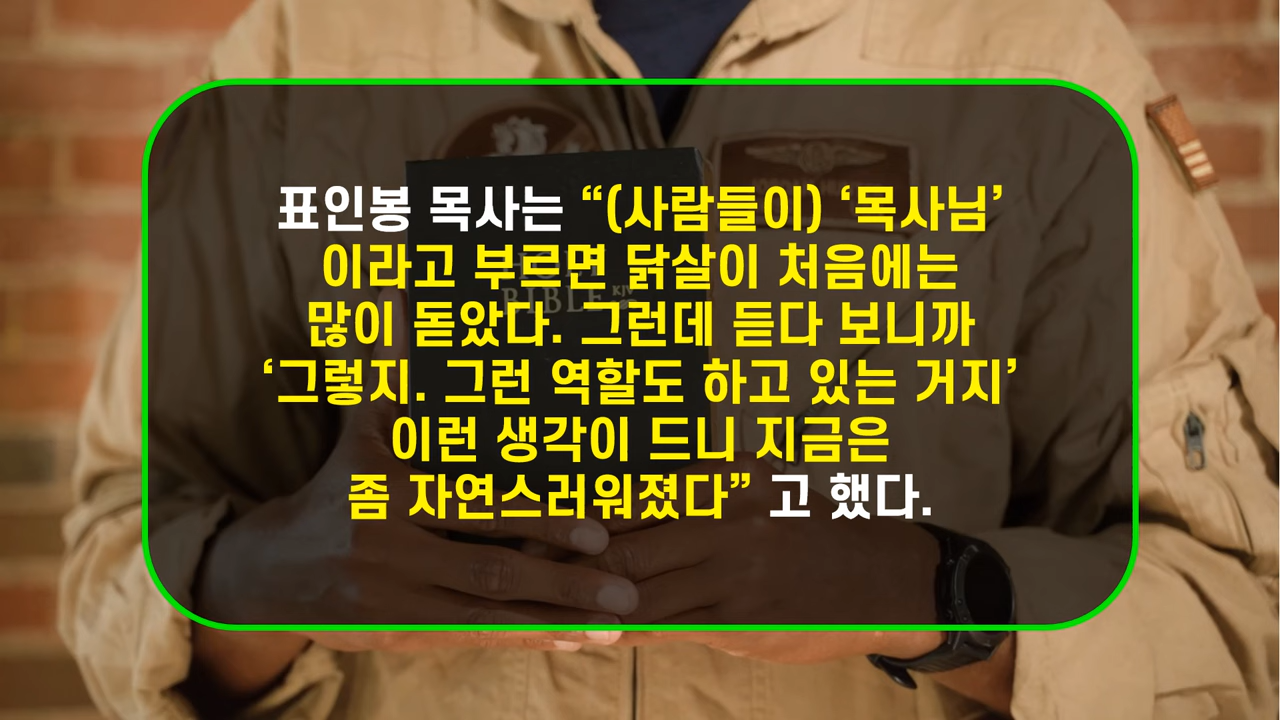 표인봉 목사는 “(사람들이) ‘목사님’
이라고 부르면 닭살이 처음에는
많이 돋았다. 그런데 듣다 보니까
‘그렇지. 그런 역할도 하고 있는 거지’
이런 생각이 드니 지금은
좀 자연스러워졌다” 고 했다.
BIBLE KJV